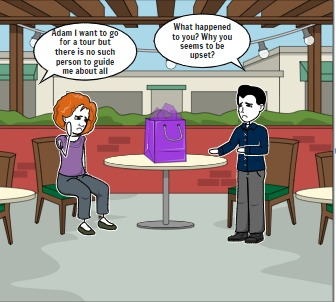 Adam I want to go
for a tour but
there is no such
person to guide
me about all
What happened
to you? Why you
seems to be
upset?